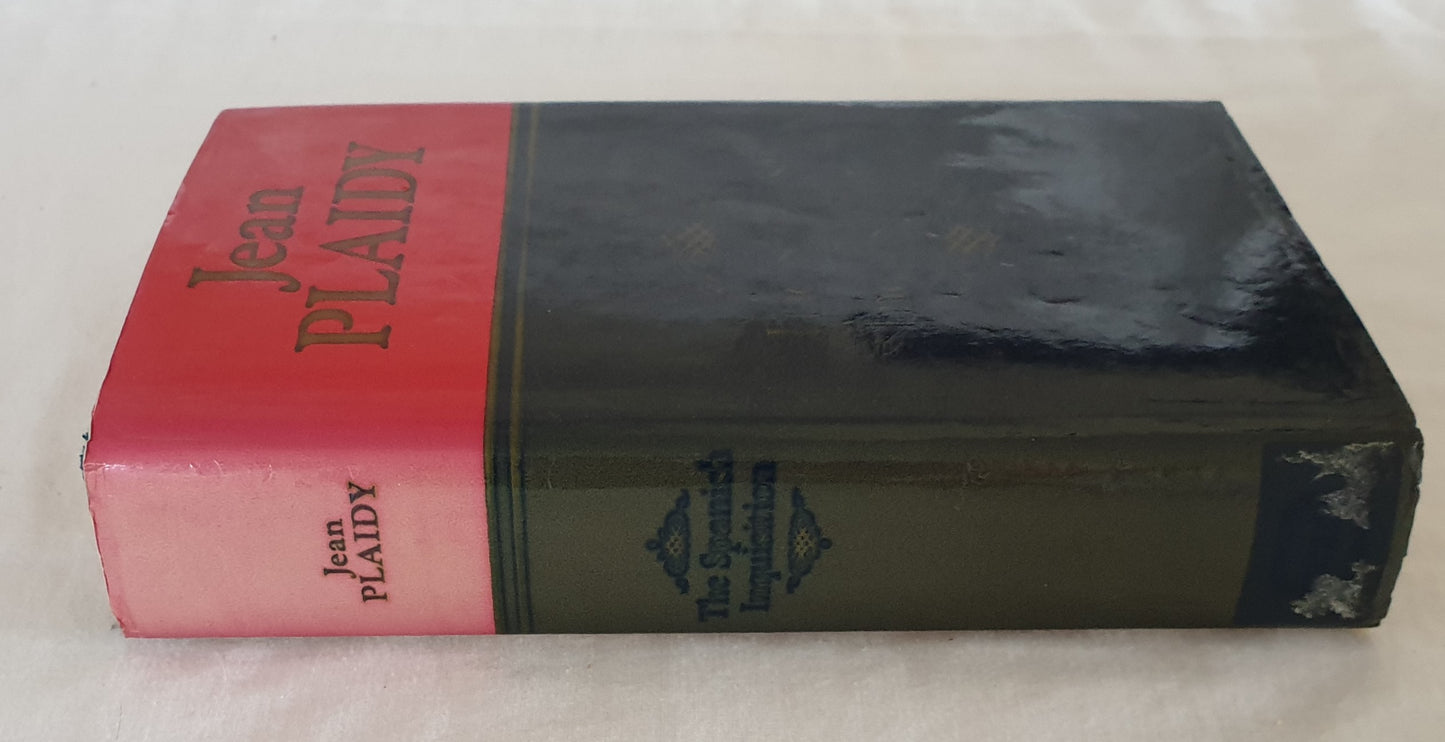 Jean
PLAIDY
Jean
PLAIDY
The Spanish
Inquisition